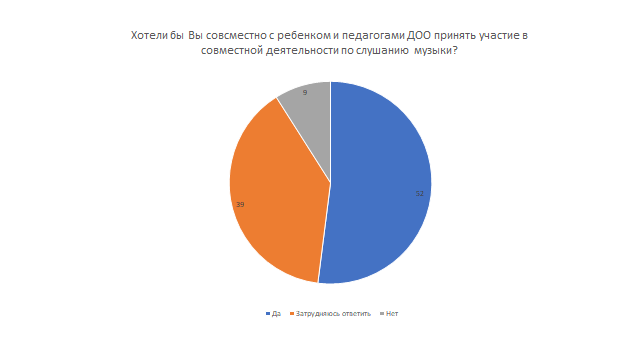 Хотели бы Вы совсместно с ребенком и педагогами ДОО принять участие в
совместной деятельности по слушанию музыки?
9
52
39
Да Затрудняюсь ответить Нет